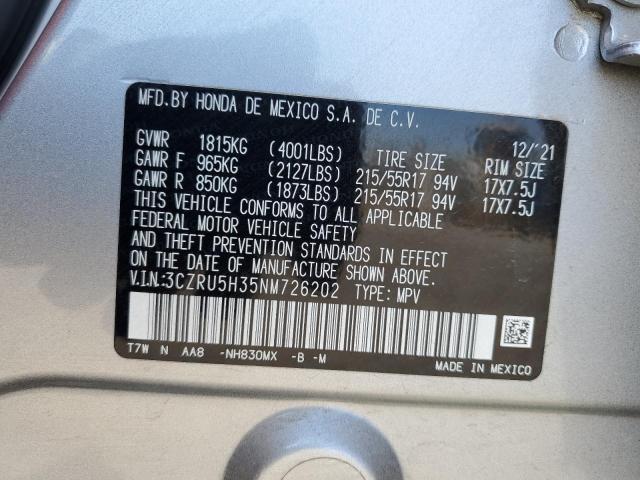 MFD.BY HONDA DE MEXICO S.A. DE C.V.
12/'21
GVWR 1815KG (4001LBS) TIRE SIZE RIM SIZE
GAWR F 965KG (2127LBS) 215/55R17 94V 17X7.5J
GAWR R 850KG (1873LBS) 215/55R17 94V 17X7.5J
THIS VEHICLE CONFORMS TO ALL APPLICABLE
FEDERAL MOTOR VEHICLE SAFETY
AND THEFT PREVENTION STANDARDS IN EFFECT
ON THE DATE OF MANUFACTURE SHOWN ABOVE.
V.I.N.:3CZRU5H35NM726202 TYPE: MPV
T7W N AA8 -NH830MX -B -M
MADE IN MEXICO